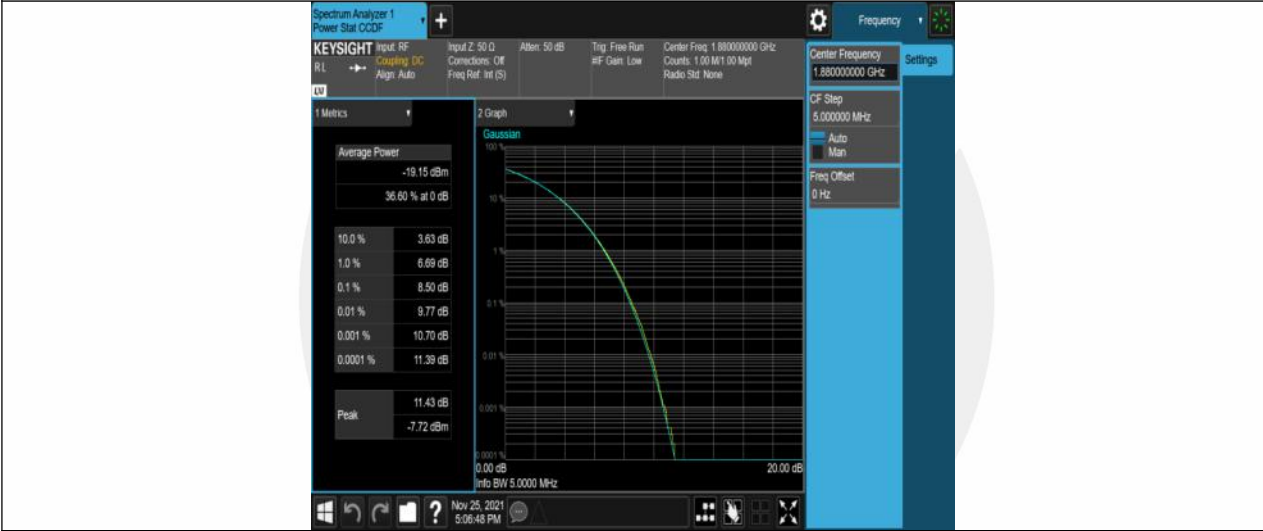 Spectrum Analyzer 1
Power Stat CCDF
+
Frequency
KEYSIGHT
Input: RF
Coupling: DC
Align: Auto
RL
LV
Input Z: 50 Ω
Corrections: Off
Freq Ref: Int (S)
Atten: 50 dB
Trig: Free Run
#IF Gain: Low
Center Freq: 1.880000000 GHz
Counts: 1.00 M/1.00 Mpt
Radio Std: None
Center Frequency
1.880000000 GHz
Settings
CF Step
5.000000 MHz
Auto
Man
Freq Offset
0 Hz
1 Metrics
Average Power
-19.15 dBm
36.60 % at 0 dB
10.0 % 3.63 dB
1.0 % 6.69 dB
0.1 % 8.50 dB
0.01 % 9.77 dB
0.001 % 10.70 dB
0.0001 % 11.39 dB
Peak
11.43 dB
-7.72 dBm
2 Graph
Gaussian
100 %
10 %
1 %
0.1 %
0.01 %
0.001 %
0.0001 %
0.00 dB
20.00 dB
Info BW 5.0000 MHz
?
Nov 25, 2021
5:06:48 PM